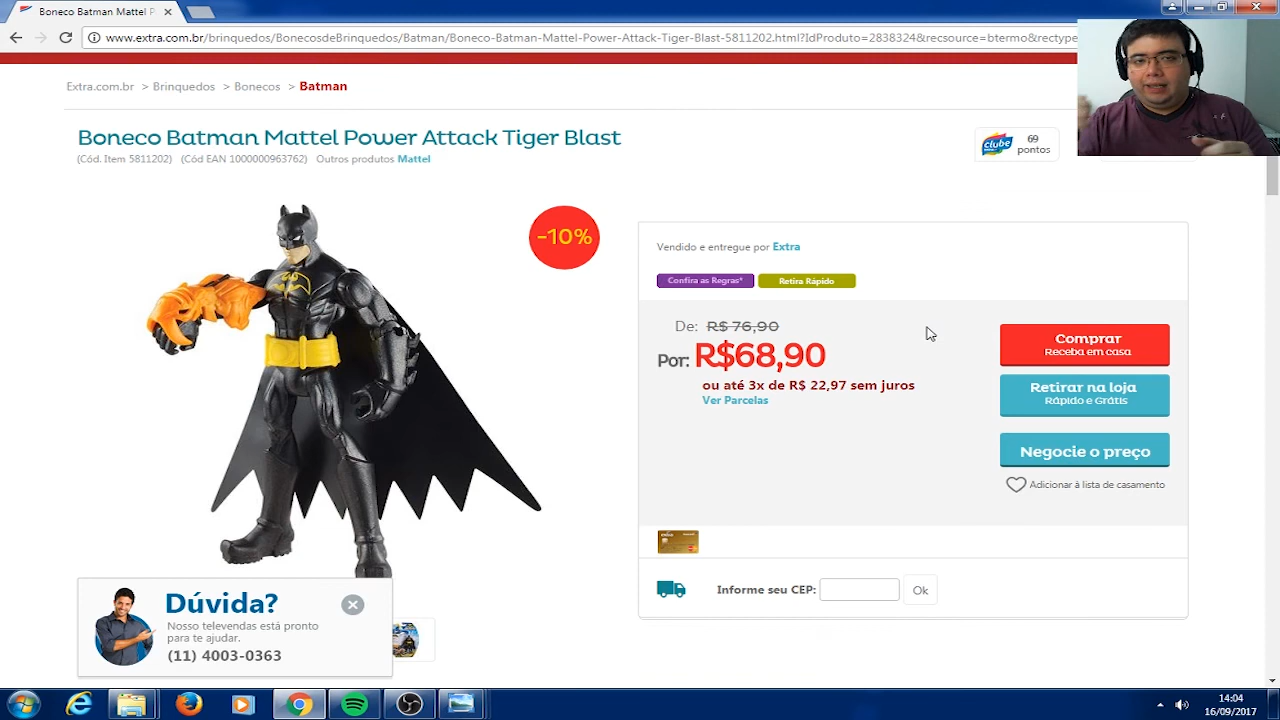 Boneco Batman Mattel P
www.extra.com.br/brinquedos/BonecosdeBrinquedos/Batman/Boneco-Batman-Mattel-Power-Attack-Tiger-Blast-5811202.html?IdProduto=2838324&recsource=btermo&rectype
Extra.com.br > Brinquedos > Bonecos > Batman
Boneco Batman Mattel Power Attack Tiger Blast
(Cód. Item 5811202) (Cód EAN 1000000963762) Outros produtos Mattel
clube
69
pontos
-10%
Vendido e entregue por Extra
Confira as Regras*
Retira Rápido
De: R$ 76,90
Por: R$68,90
ou até 3x de R$ 22,97 sem juros
Ver Parcelas
Comprar
Receba em casa
Retirar na loja
Rápido e Grátis
Negocie o preço
Adicionar à lista de casamento
Informe seu CEP:
Ok
Dúvida?
Nosso televendas está pronto
para te ajudar.
(11) 4003-0363
14:04
16/09/2017